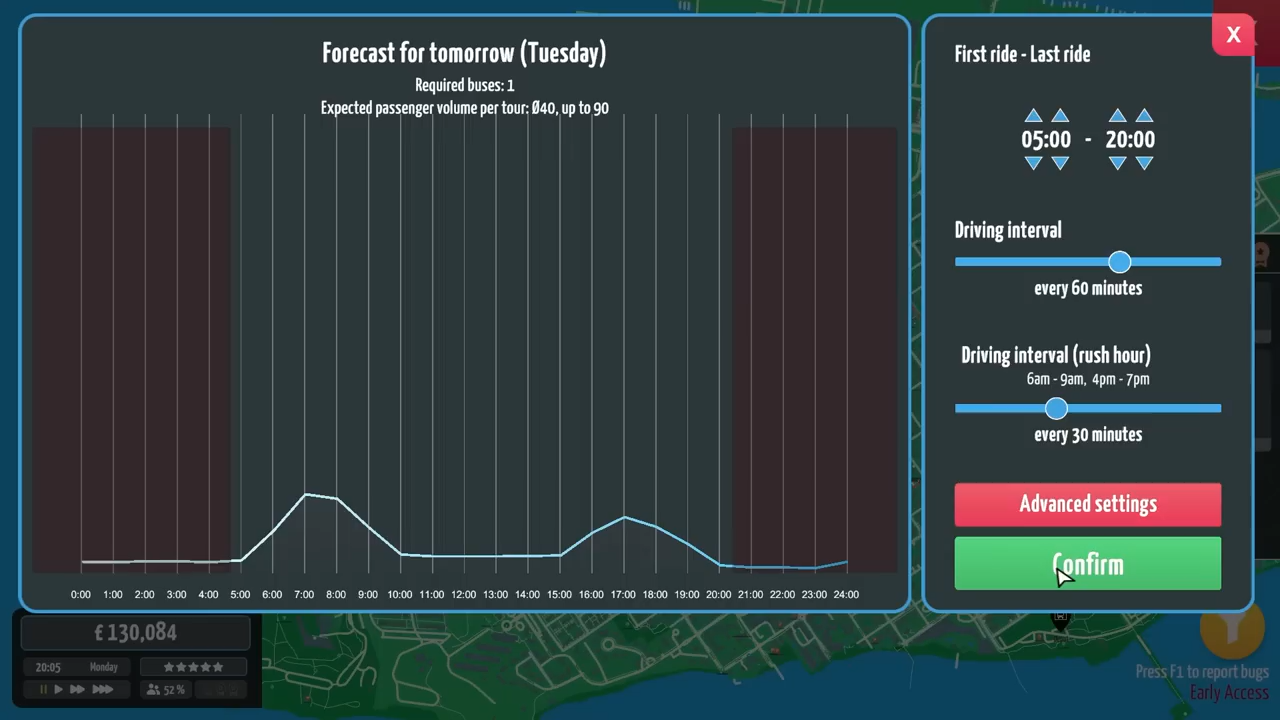 Forecast for tomorrow (Tuesday)
Required buses: 1
Expected passenger volume per tour: Ø40, up to 90
0:00 1:00 2:00 3:00 4:00 5:00 6:00 7:00 8:00 9:00 10:00 11:00 12:00 13:00 14:00 15:00 16:00 17:00 18:00 19:00 20:00 21:00 22:00 23:00 24:00
X
First ride - Last ride
05:00 - 20:00
Driving interval
every 60 minutes
Driving interval (rush hour)
6am - 9am, 4pm - 7pm
every 30 minutes
Advanced settings
Confirm
£ 130,084
20:05 Monday
52 %
Press F1 to report bugs
Early Access